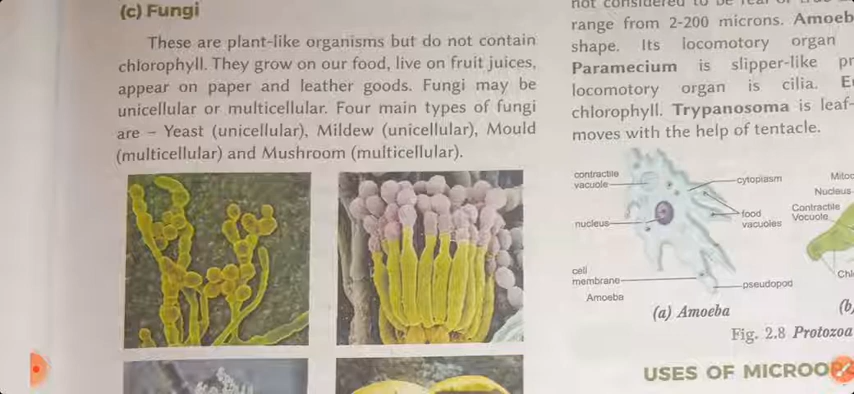 (c) Fungi
These are plant-like organisms but do not contain
chlorophyll. They grow on our food, live on fruit juices,
appear on paper and leather goods. Fungi may be
unicellular or multicellular. Four main types of fungi
are – Yeast (unicellular), Mildew (unicellular), Mould
(multicellular) and Mushroom (multicellular).
range from 2-200 microns. Amoeb
shape. Its locomotory organ
Paramecium is slipper-like pr
locomotory organ is cilia. E
chlorophyll. Trypanosoma is leaf-
moves with the help of tentacle.
contractile
vacuole
cytoplasm
nucleus
food
vacuoles
cell
membrane
pseudopod
Amoeba
(a) Amoeba
Mitoc
Nucleus
Contractile
Vocuole
Chl
(b)
Fig. 2.8 Protozoa
USES OF MICROO